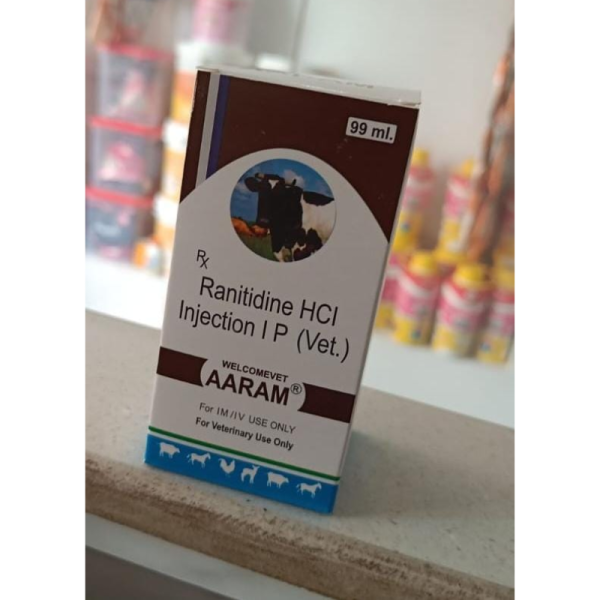 99 ml.
Rx
Ranitidine HCl
Injection I P (Vet.)
WELCOMEVET
AARAM®
For IM/IV USE ONLY
For Veterinary Use Only